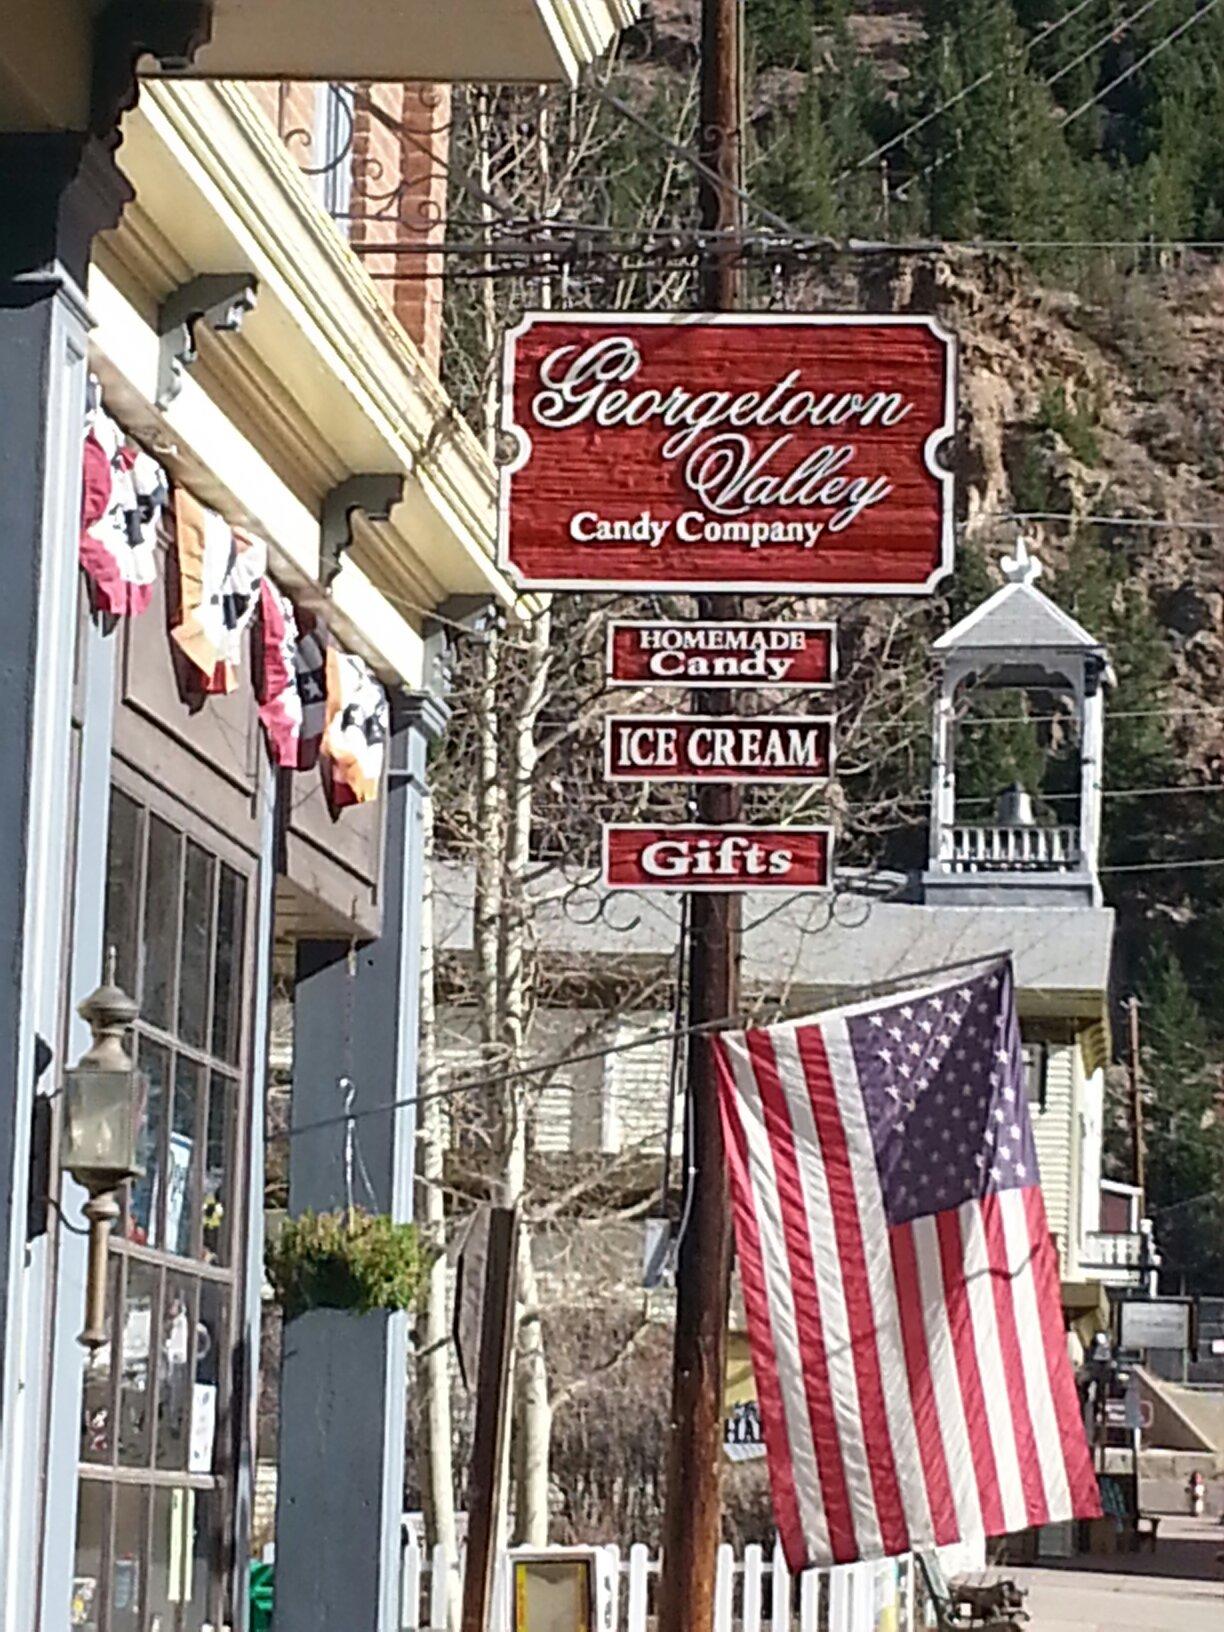 Georgetown
Valley
Candy Company
HOMEMADE
Candy
ICE CREAM
Gifts